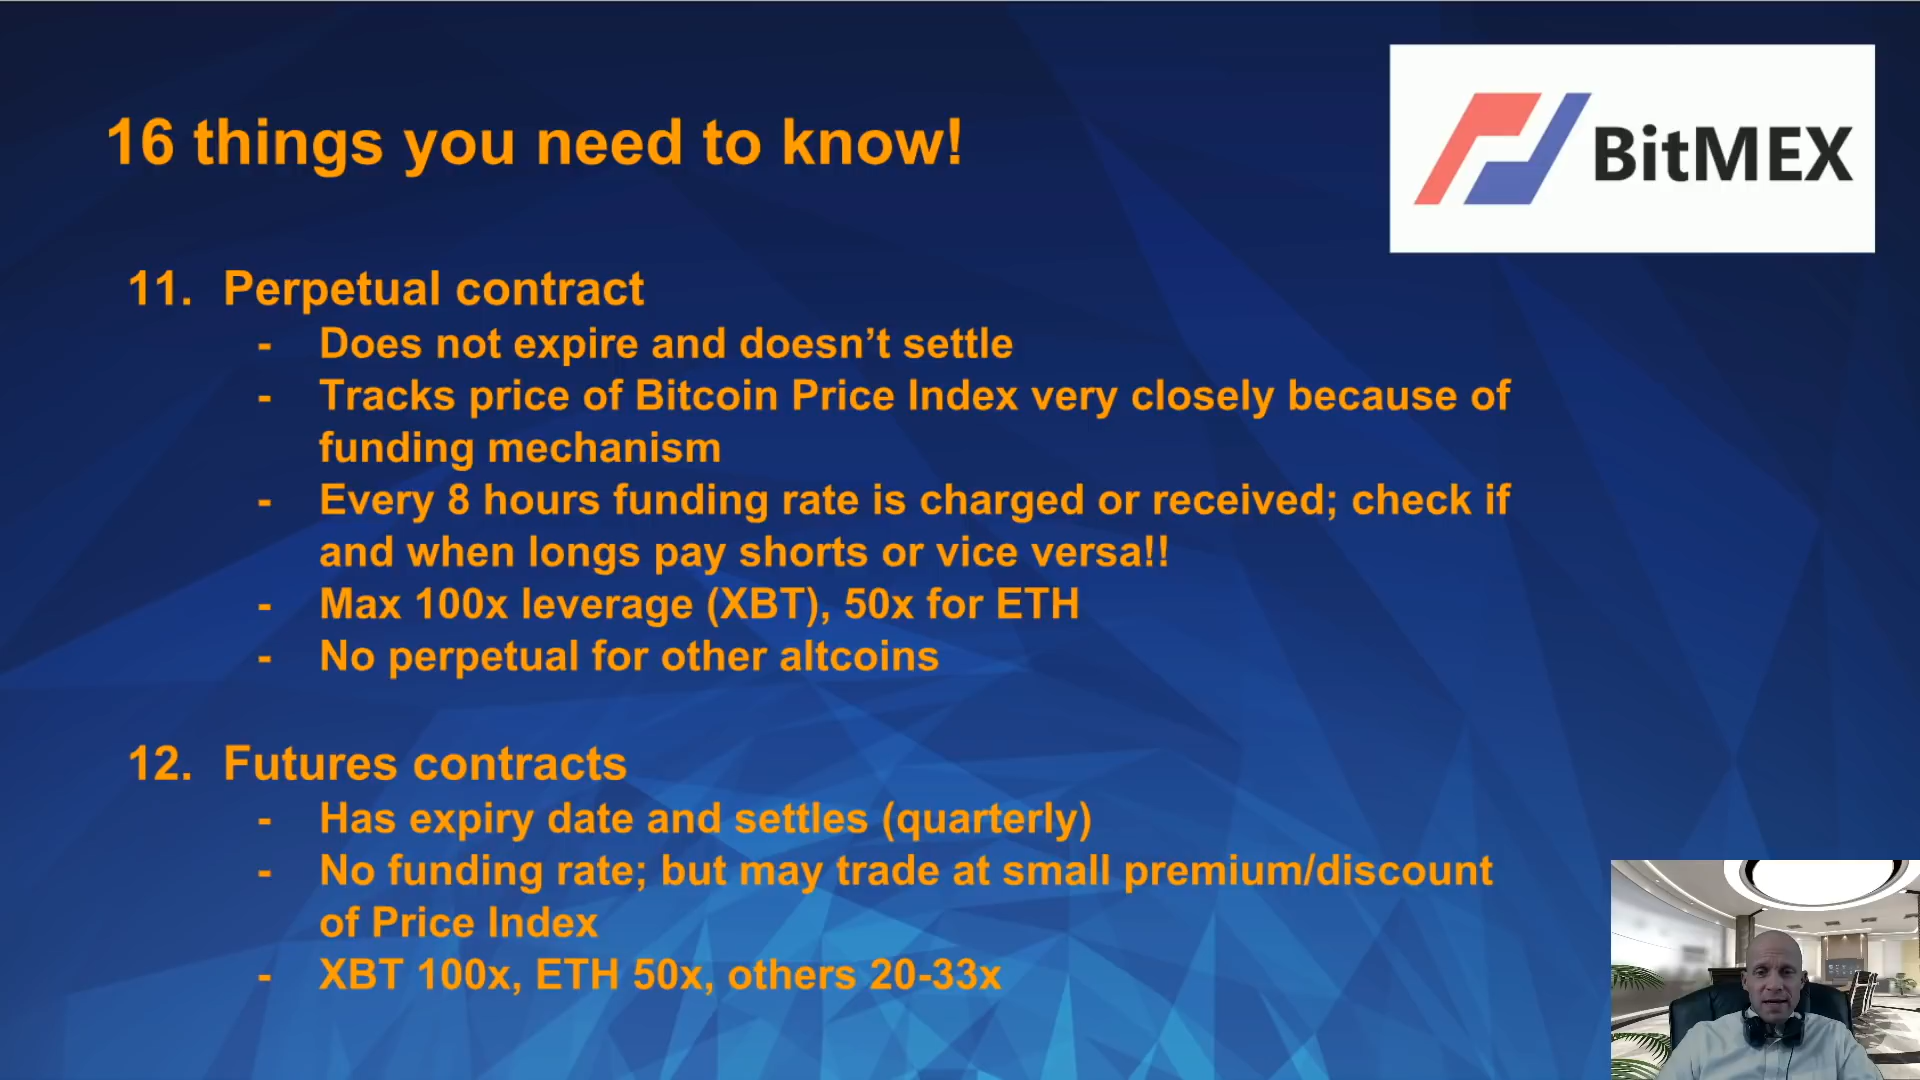 16 things you need to know!
BitMEX
11. Perpetual contract
- Does not expire and doesn’t settle
- Tracks price of Bitcoin Price Index very closely because of
funding mechanism
- Every 8 hours funding rate is charged or received; check if
and when longs pay shorts or vice versa!!
- Max 100x leverage (XBT), 50x for ETH
- No perpetual for other altcoins
12. Futures contracts
- Has expiry date and settles (quarterly)
- No funding rate; but may trade at small premium/discount
of Price Index
- XBT 100x, ETH 50x, others 20-33x